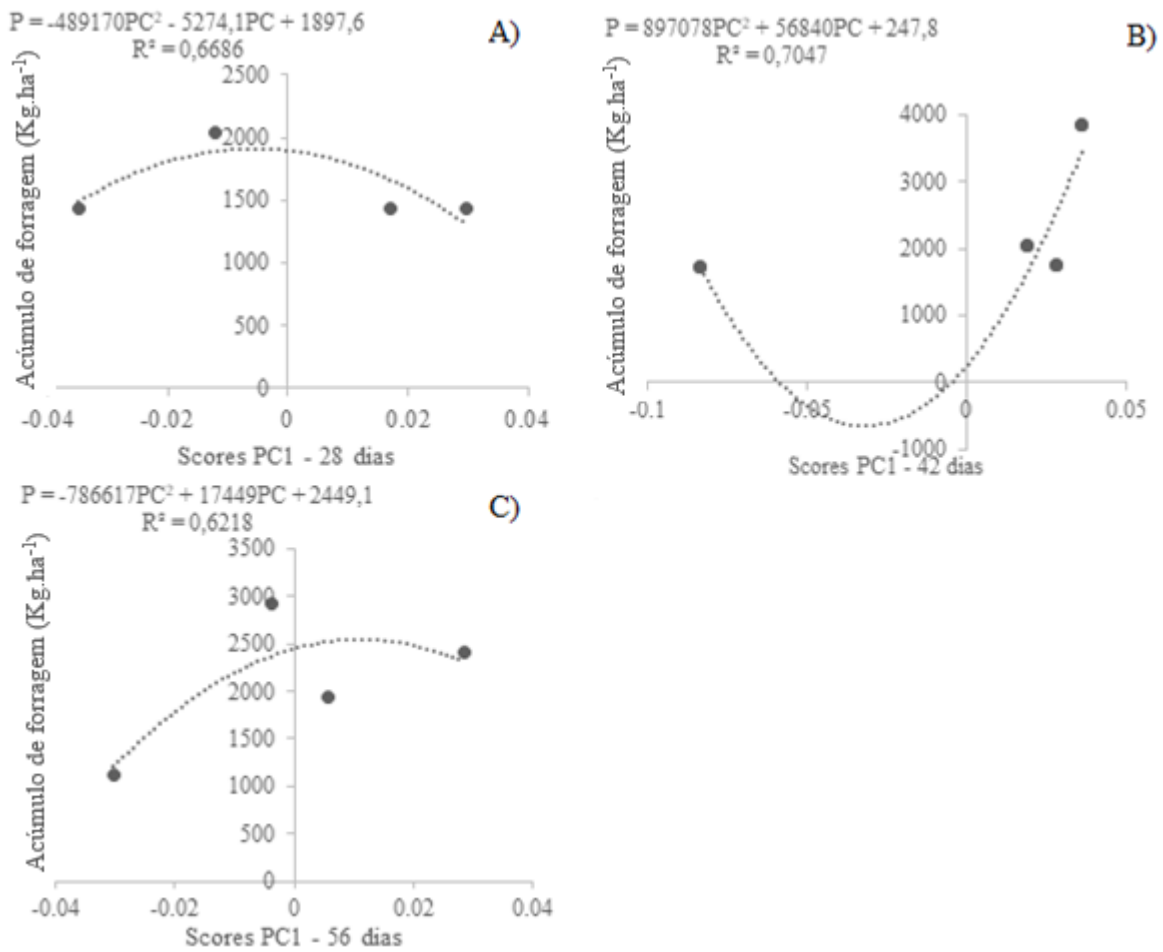 P = -489170PC² - 5274,1PC + 1897,6
R² = 0,6686
A)
Acúmulo de forragem (Kg.ha⁻¹)
2500
2000
1500
1000
500
0
-0.04
-0.02
0
0.02
0.04
Scores PC1 - 28 dias
P = 897078PC² + 56840PC + 247,8
R² = 0,7047
B)
Acúmulo de forragem (Kg.ha⁻¹)
4000
3000
2000
1000
0
-1000
-0.1
-0.05
0
0.05
Scores PC1 - 42 dias
P = -786617PC² + 17449PC + 2449,1
R² = 0,6218
C)
Acúmulo de forragem (Kg.ha⁻¹)
3500
3000
2500
2000
1500
1000
500
0
-0.04
-0.02
0
0.02
0.04
Scores PC1 - 56 dias